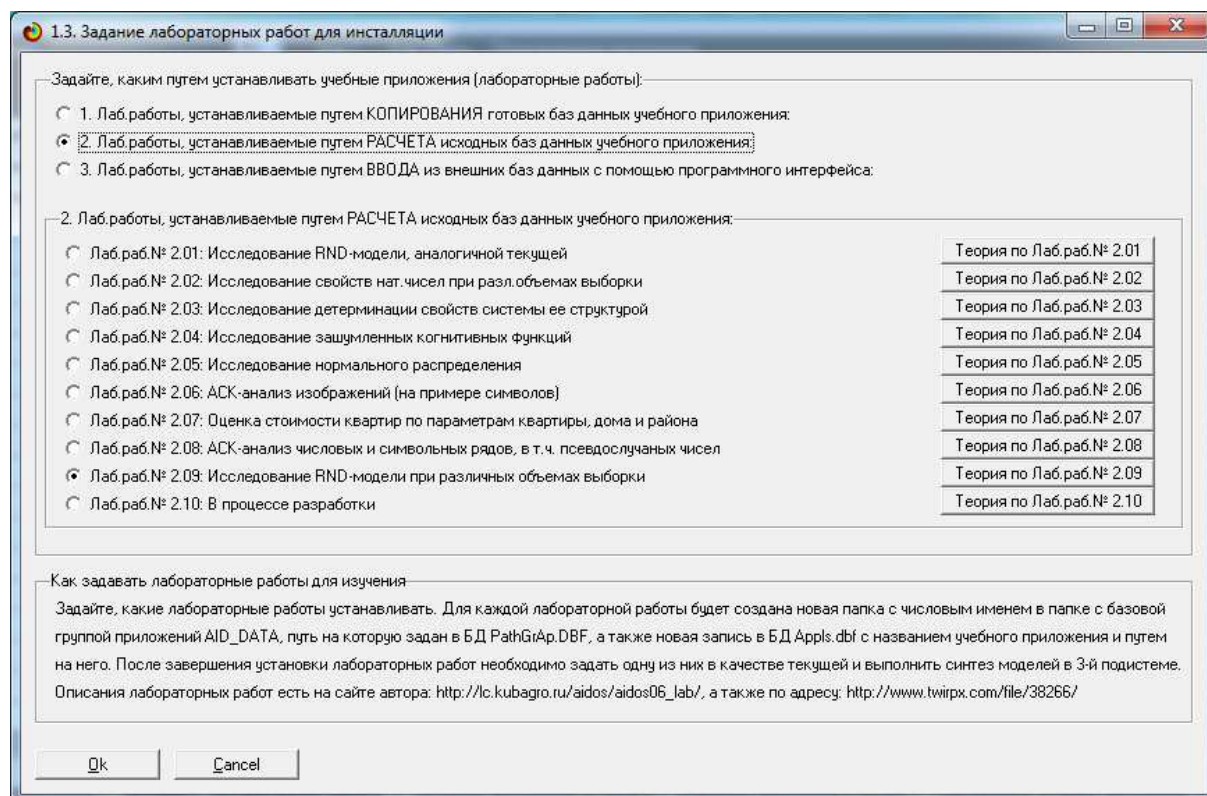 1.3. Задание лабораторных работ для инсталляции
Задайте, каким путем устанавливать учебные приложения (лабораторные работы):
1. Лаб.работы, устанавливаемые путем КОПИРОВАНИЯ готовых баз данных учебного приложения:
2. Лаб.работы, устанавливаемые путем РАСЧЕТА исходных баз данных учебного приложения:
3. Лаб.работы, устанавливаемые путем ВВОДА из внешних баз данных с помощью программного интерфейса:
2. Лаб.работы, устанавливаемые путем РАСЧЕТА исходных баз данных учебного приложения:
Лаб.раб.№ 2.01: Исследование RND-модели, аналогичной текущей Теория по Лаб.раб.№ 2.01
Лаб.раб.№ 2.02: Исследование свойств нат.чисел при разл.объемах выборки Теория по Лаб.раб.№ 2.02
Лаб.раб.№ 2.03: Исследование детерминации свойств системы ее структурой Теория по Лаб.раб.№ 2.03
Лаб.раб.№ 2.04: Исследование зашумленных когнитивных функций Теория по Лаб.раб.№ 2.04
Лаб.раб.№ 2.05: Исследование нормального распределения Теория по Лаб.раб.№ 2.05
Лаб.раб.№ 2.06: АСК-анализ изображений (на примере символов) Теория по Лаб.раб.№ 2.06
Лаб.раб.№ 2.07: Оценка стоимости квартир по параметрам квартиры, дома и района Теория по Лаб.раб.№ 2.07
Лаб.раб.№ 2.08: АСК-анализ числовых и символьных рядов, в т.ч. псевдослучаных чисел Теория по Лаб.раб.№ 2.08
Лаб.раб.№ 2.09: Исследование RND-модели при различных объемах выборки Теория по Лаб.раб.№ 2.09
Лаб.раб.№ 2.10: В процессе разработки Теория по Лаб.раб.№ 2.10
Как задавать лабораторные работы для изучения
Задайте, какие лабораторные работы устанавливать. Для каждой лабораторной работы будет создана новая папка с числовым именем в папке с базовой
группой приложений AID_DATA, путь на которую задан в БД PathGrAp.DBF, а также новая запись в БД Appls.dbf с названием учебного приложения и путем
на него. После завершения установки лабораторных работ необходимо задать одну из них в качестве текущей и выполнить синтез моделей в 3-й подистеме.
Описания лабораторных работ есть на сайте автора: http://lc.kubagro.ru/aidos/aidos06_lab/, а также по адресу: http://www.twirpx.com/file/38266/
Ok Cancel